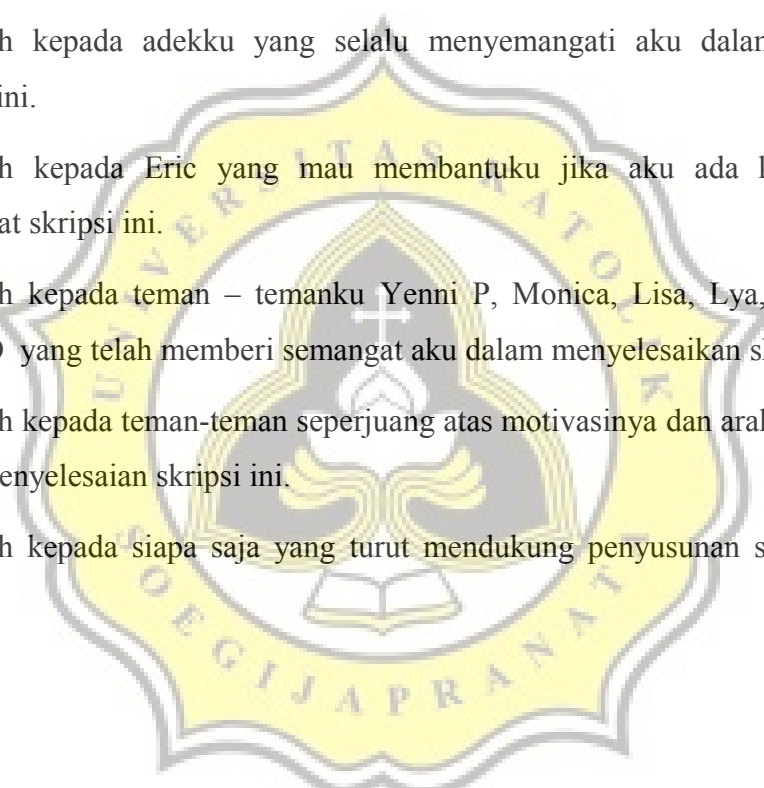 h kepada adekku yang selalu menyemangati aku dalan
ini.
h kepada Eric yang mau membantuku jika aku ada
at skripsi ini.
h kepada teman – temanku Yenni P, Monica, Lisa, Lya,
yang telah memberi semangat aku dalam menyelesaikan s
h kepada teman-teman seperjuang atas motivasinya dan ara
enyelesaian skripsi ini.
h kepada siapa saja yang turut mendukung penyusunan s
UNIVERSITAS KATOLIK
SOEGIJAPRANATA